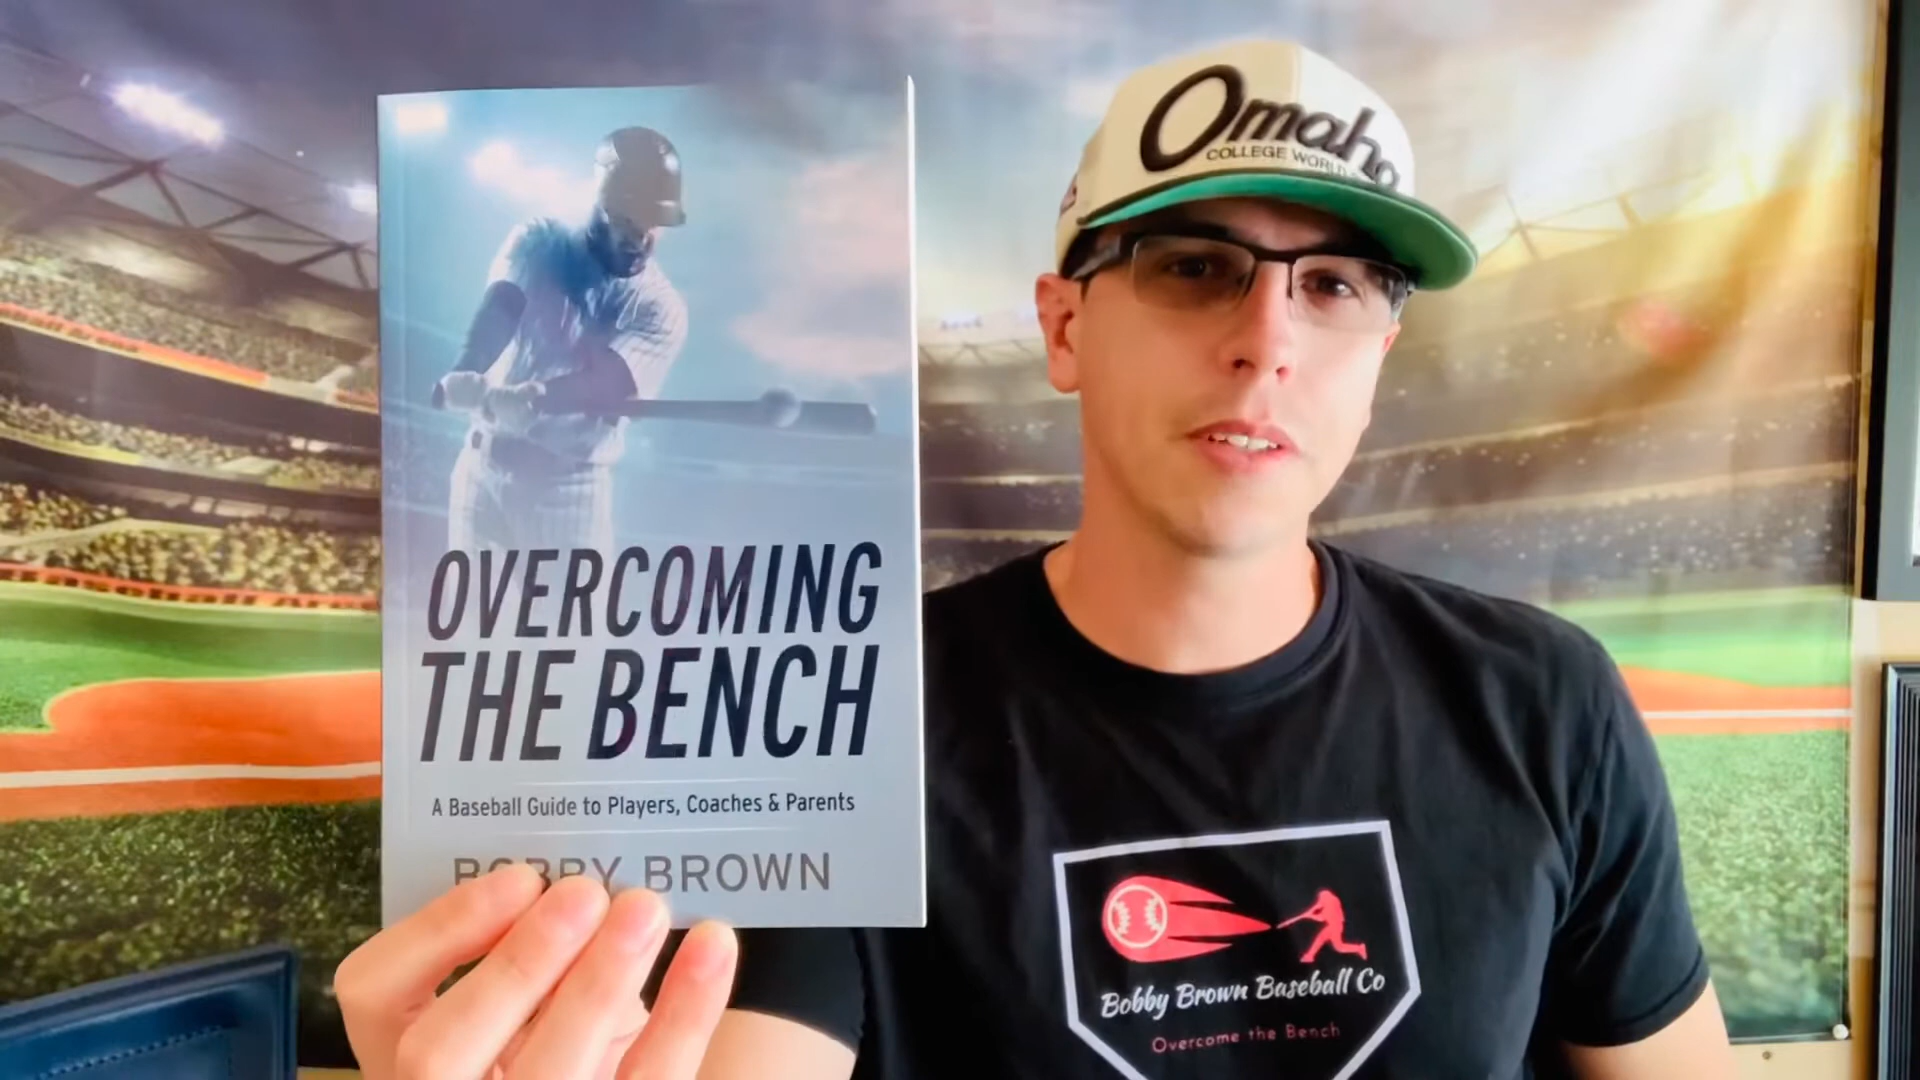 OVERCOMING
THE BENCH
A Baseball Guide to Players, Coaches & Parents
BOBBY BROWN
Omaha
COLLEGE WORLD
Bobby Brown Baseball Co
Overcome the Bench